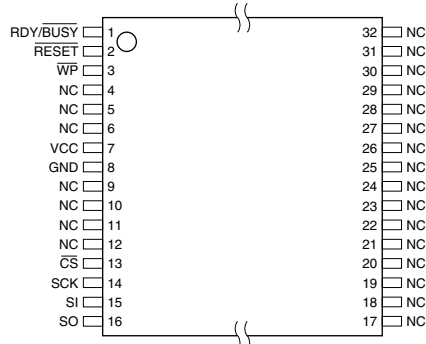 RDY/BUSY 1 32 NC
RESET 2 31 NC
WP 3 30 NC
NC 4 29 NC
NC 5 28 NC
NC 6 27 NC
VCC 7 26 NC
GND 8 25 NC
NC 9 24 NC
NC 10 23 NC
NC 11 22 NC
NC 12 21 NC
CS 13 20 NC
SCK 14 19 NC
SI 15 18 NC
SO 16 17 NC